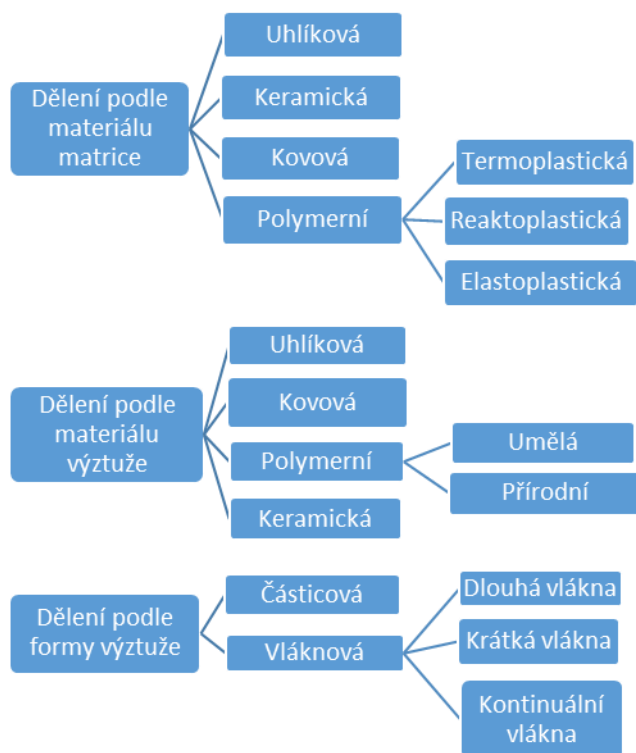 Dělení podle
materiálu
matrice
Uhlíková
Keramická
Kovová
Polymerní
Termoplastická
Reaktoplastická
Elastoplastická
Dělení podle
materiálu
výztuže
Uhlíková
Kovová
Polymerní
Keramická
Umělá
Přírodní
Dělení podle
formy výztuže
Částicová
Vláknová
Dlouhá vlákna
Krátká vlákna
Kontinuální
vlákna